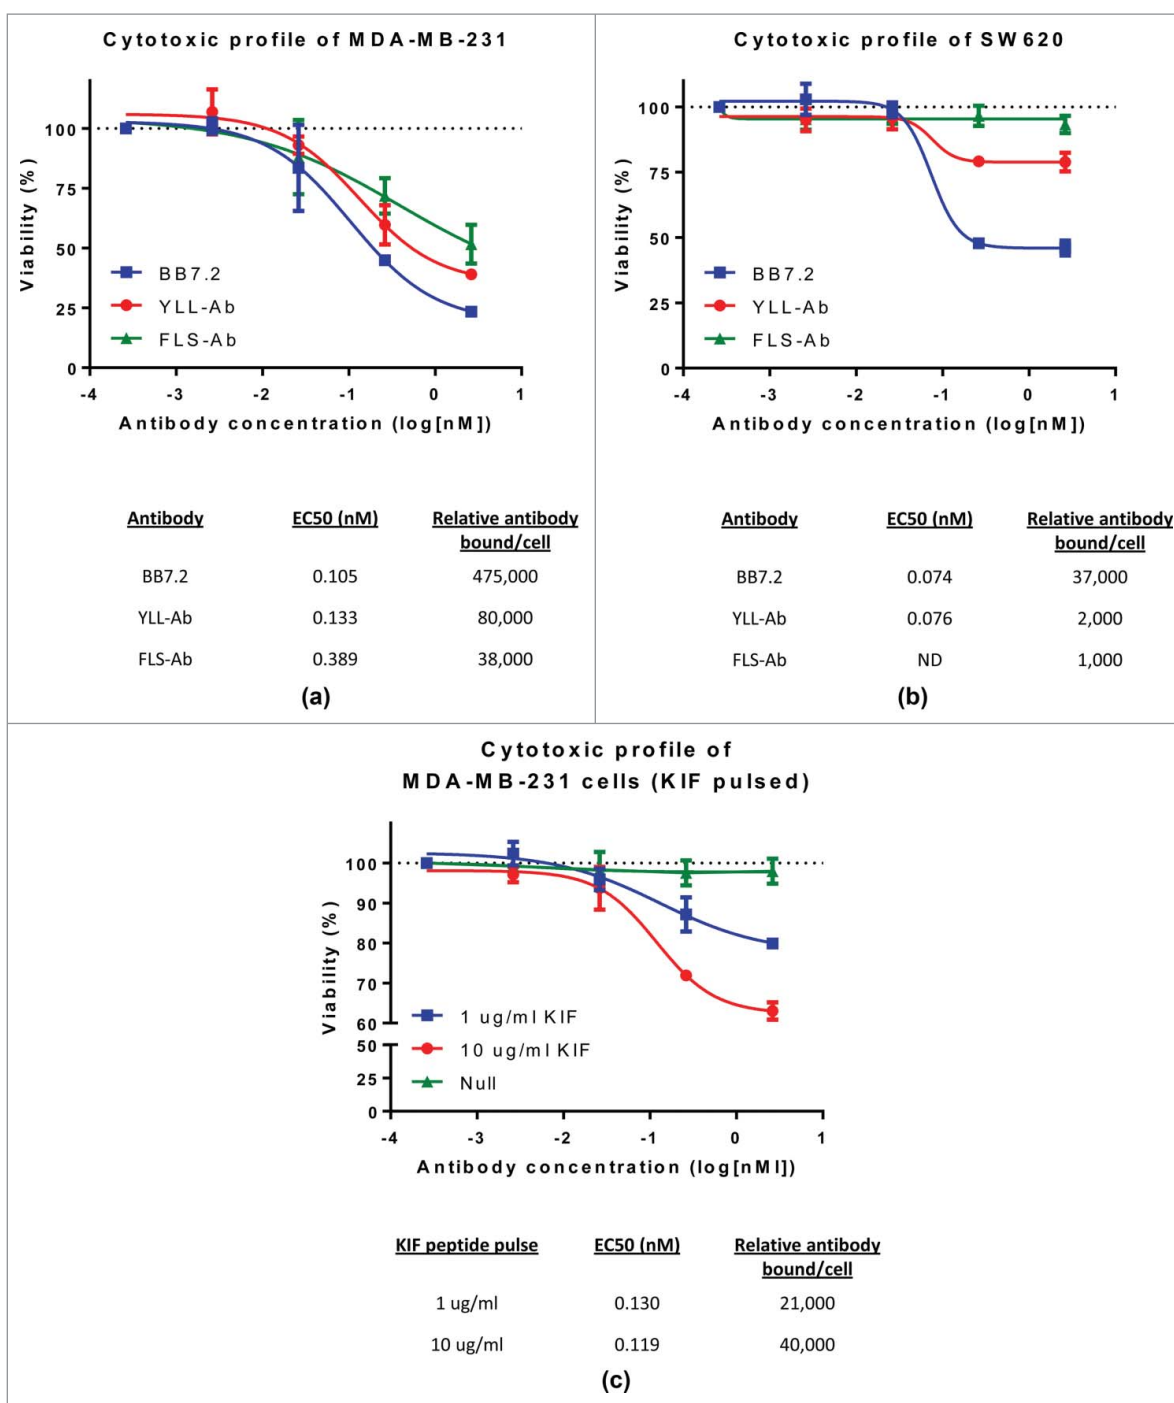 Cytotoxic profile of MDA-MB-231
100
75
50
25
0
Viability (%)
BB7.2
YLL-Ab
FLS-Ab
-4 -3 -2 -1 0 1
Antibody concentration (log[nM])
Antibody EC50 (nM) Relative antibody
bound/cell
BB7.2 0.105 475,000
YLL-Ab 0.133 80,000
FLS-Ab 0.389 38,000
(a)
Cytotoxic profile of SW620
100
75
50
25
0
Viability (%)
BB7.2
YLL-Ab
FLS-Ab
-4 -3 -2 -1 0 1
Antibody concentration (log[nM])
Antibody EC50 (nM) Relative antibody
bound/cell
BB7.2 0.074 37,000
YLL-Ab 0.076 2,000
FLS-Ab ND 1,000
(b)
Cytotoxic profile of
MDA-MB-231 cells (KIF pulsed)
100
90
80
70
60
50
25
0
Viability (%)
1 ug/ml KIF
10 ug/ml KIF
Null
-4 -3 -2 -1 0 1
Antibody concentration (log[nMl])
KIF peptide pulse EC50 (nM) Relative antibody
bound/cell
1 ug/ml 0.130 21,000
10 ug/ml 0.119 40,000
(c)